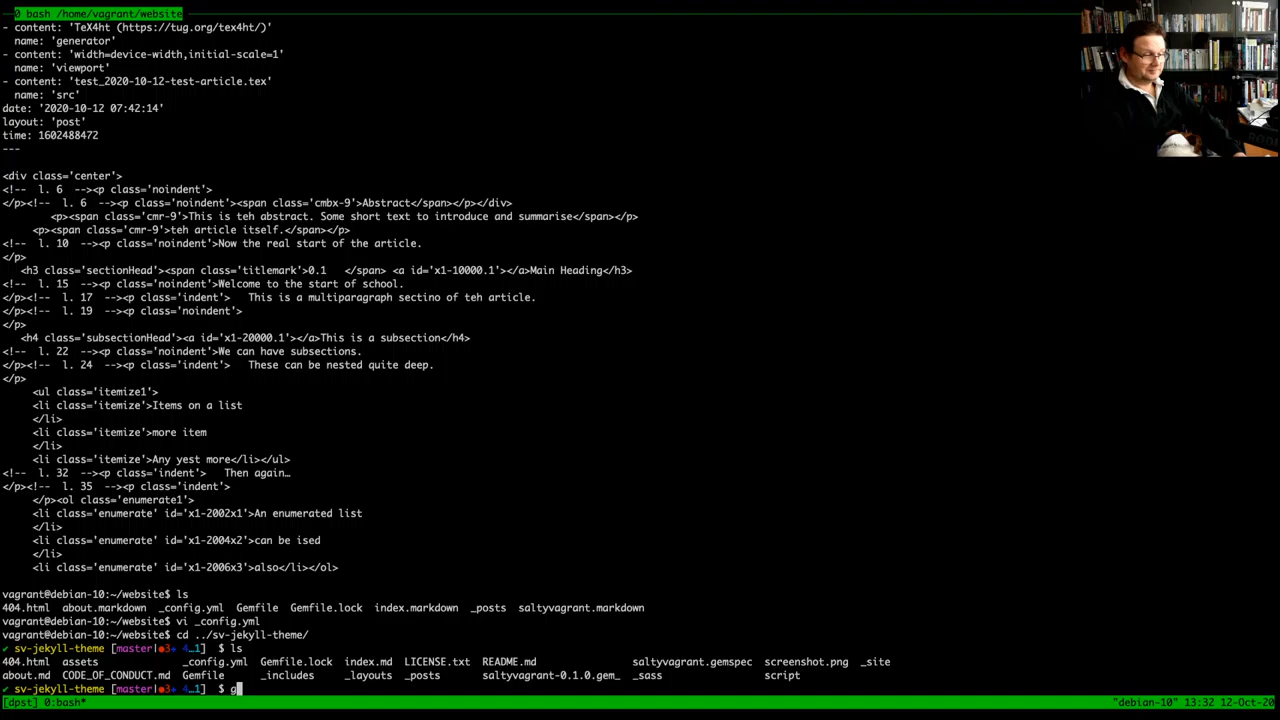 0 bash /home/vagrant/website
- content: 'TeX4ht (https://tug.org/tex4ht/)'
name: 'generator'
- content: 'width=device-width,initial-scale=1'
name: 'viewport'
- content: 'test_2020-10-12-test-article.tex'
name: 'src'
date: '2020-10-12 07:42:14'
layout: 'post'
time: 1602488472
---
<div class='center'>
<!-- l. 6 --><p class='noindent'>
</p><!-- l. 6 --><p class='noindent'><span class='cmbx-9'>Abstract</span></p></div>
<p><span class='cmr-9'>This is teh abstract. Some short text to introduce and summarise</span></p>
<p><span class='cmr-9'>teh article itself.</span></p>
<!-- l. 10 --><p class='noindent'>Now the real start of the article.
</p>
<h3 class='sectionHead'><span class='titlemark'>0.1 </span> <a id='x1-10000.1'></a>Main Heading</h3>
<!-- l. 15 --><p class='noindent'>Welcome to the start of school.
</p><!-- l. 17 --><p class='indent'> This is a multiparagraph sectino of teh article.
</p><!-- l. 19 --><p class='noindent'>
</p>
<h4 class='subsectionHead'><a id='x1-20000.1'></a>This is a subsection</h4>
<!-- l. 22 --><p class='noindent'>We can have subsections.
</p><!-- l. 24 --><p class='indent'> These can be nested quite deep.
</p>
<ul class='itemize1'>
<li class='itemize'>Items on a list
</li>
<li class='itemize'>more item
</li>
<li class='itemize'>Any yest more</li></ul>
<!-- l. 32 --><p class='indent'> Then again…
</p><!-- l. 35 --><p class='indent'>
</p><ol class='enumerate1'>
<li class='enumerate' id='x1-2002x1'>An enumerated list
</li>
<li class='enumerate' id='x1-2004x2'>can be ised
</li>
<li class='enumerate' id='x1-2006x3'>also</li></ol>
vagrant@debian-10:~/website$ ls
404.html about.markdown _config.yml Gemfile Gemfile.lock index.markdown _posts saltyvagrant.markdown
vagrant@debian-10:~/website$ vi _config.yml
vagrant@debian-10:~/website$ cd ../sv-jekyll-theme/
✔ sv-jekyll-theme [master|●3✚ 4…1] $ ls
404.html assets _config.yml Gemfile.lock index.md LICENSE.txt README.md saltyvagrant.gemspec screenshot.png _site
about.md CODE_OF_CONDUCT.md Gemfile _includes _layouts _posts saltyvagrant-0.1.0.gem_ _sass script
✔ sv-jekyll-theme [master|●3✚ 4…1] $ g
[dpst] 0:bash* "debian-10" 13:32 12-Oct-20